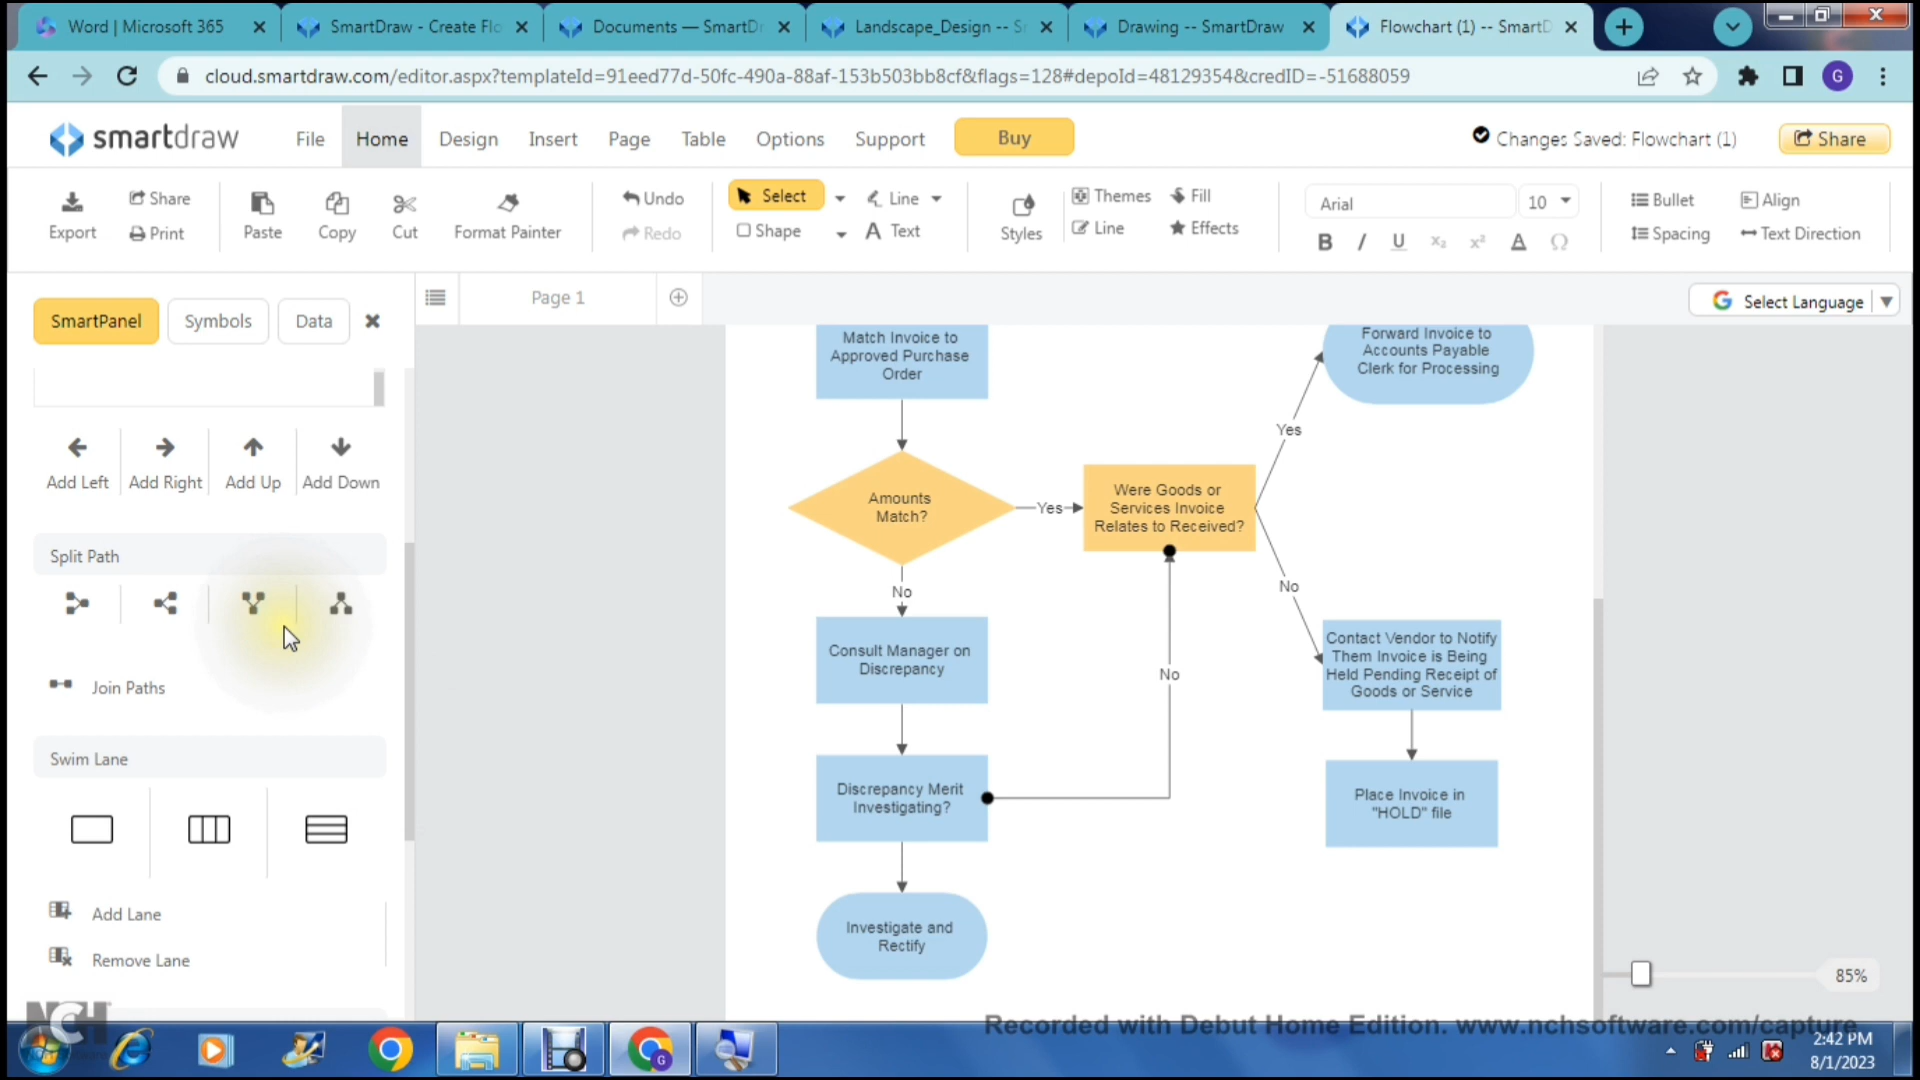 Word | Microsoft 365
SmartDraw - Create Flo
Documents — SmartDr
Landscape_Design -- S
Drawing -- SmartDraw
Flowchart (1) -- SmartD
cloud.smartdraw.com/editor.aspx?templateId=91eed77d-50fc-490a-88af-153b503bb8cf&flags=128#depoId=48129354&credID=-51688059
G
smartdraw
File
Home
Design
Insert
Page
Table
Options
Support
Buy
Changes Saved: Flowchart (1)
Share
Export
Share
Print
Paste
Copy
Cut
Format Painter
Undo
Redo
Select
Shape
Line
A Text
Styles
Themes
Line
Fill
Effects
Arial
10
B I U x₂ x² A Ω
Bullet
Spacing
Align
Text Direction
SmartPanel
Symbols
Data
Page 1
G Select Language
Add Left
Add Right
Add Up
Add Down
Split Path
Join Paths
Swim Lane
Add Lane
Remove Lane
Match Invoice to
Approved Purchase
Order
Forward Invoice to
Accounts Payable
Clerk for Processing
Yes
Amounts
Match?
Yes
Were Goods or
Services Invoice
Relates to Received?
No
No
Consult Manager on
Discrepancy
No
Contact Vendor to Notify
Them Invoice is Being
Held Pending Receipt of
Goods or Service
Discrepancy Merit
Investigating?
Place Invoice in
"HOLD" file
Investigate and
Rectify
85%
NCH
Recorded with Debut Home Edition. www.nchsoftware.com/capture
G
2:42 PM
8/1/2023